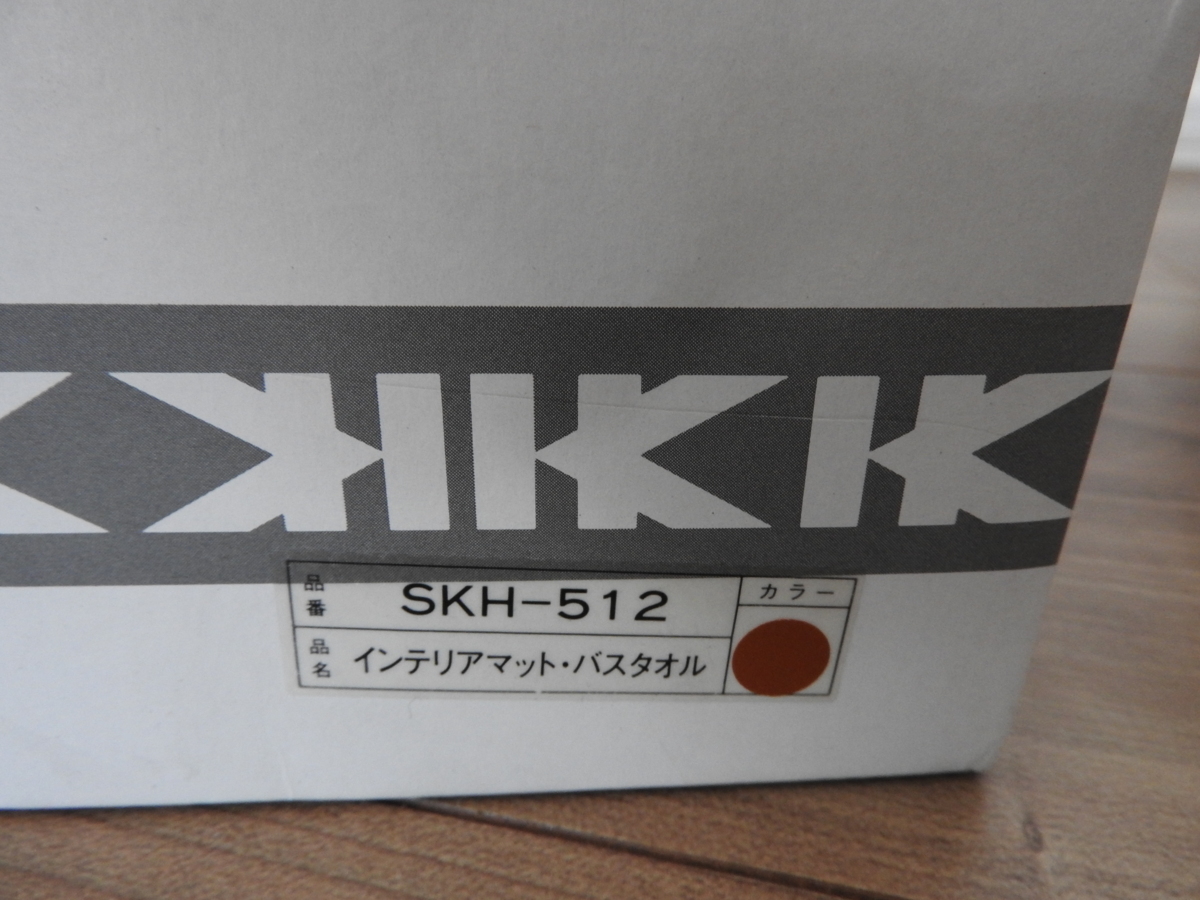 品番 SKH-512
品名 インテリアマット・バスタオル
カラー